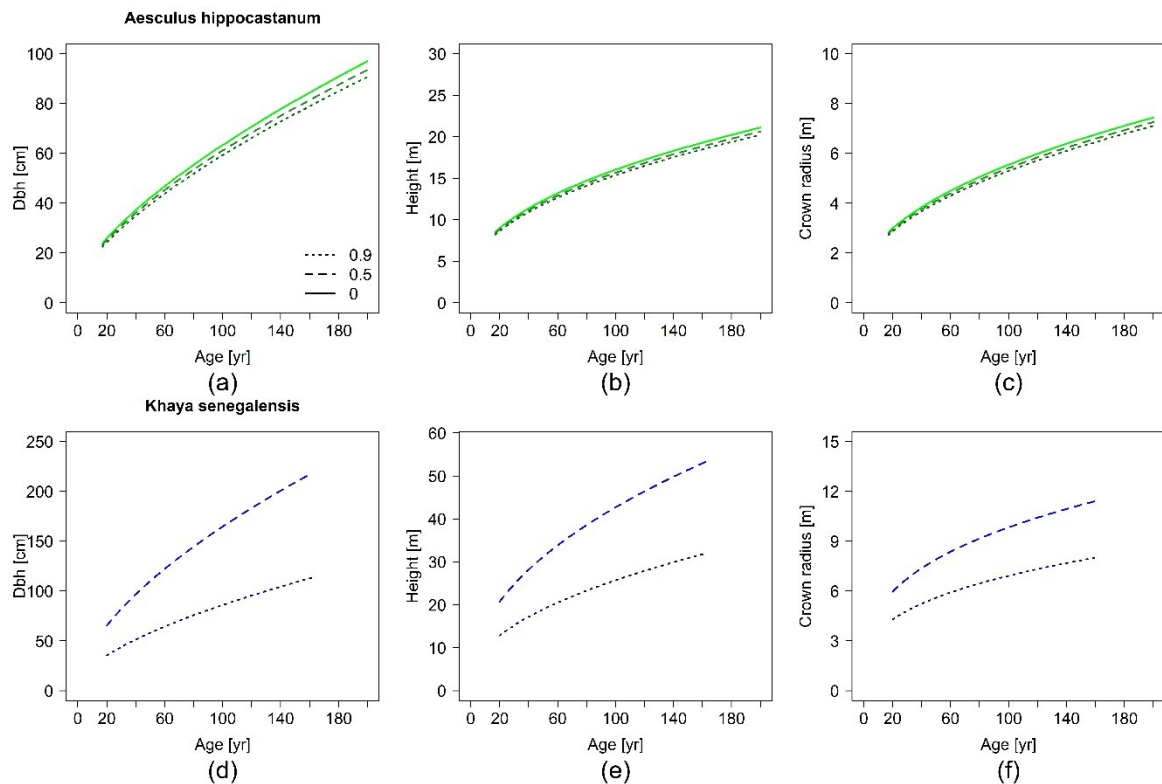 Aesculus hippocastanum
100
80
60
40
20
0
Dbh [cm]
0.9
0.5
0
0 20 60 100 140 180
Age [yr]
(a)
30
25
20
15
10
5
0
Height [m]
0 20 60 100 140 180
Age [yr]
(b)
10
8
6
4
2
0
Crown radius [m]
0 20 60 100 140 180
Age [yr]
(c)
Khaya senegalensis
250
200
150
100
50
0
Dbh [cm]
0 20 60 100 140 180
Age [yr]
(d)
60
50
40
30
20
10
0
Height [m]
0 20 60 100 140 180
Age [yr]
(e)
15
12
9
6
3
0
Crown radius [m]
0 20 60 100 140 180
Age [yr]
(f)